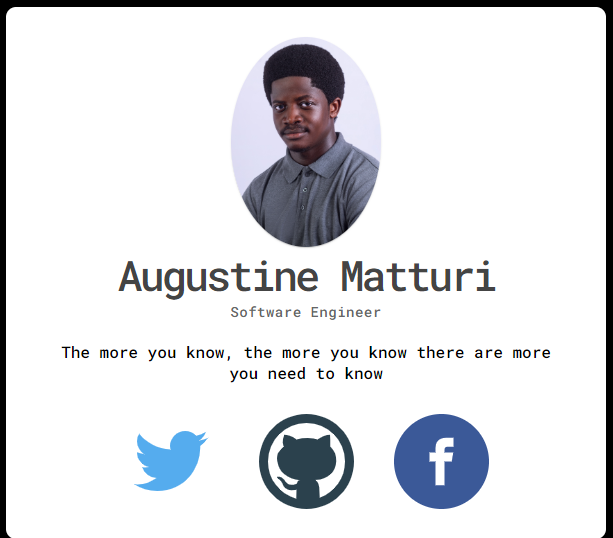 Augustine Matturi
Software Engineer
The more you know, the more you know there are more
you need to know